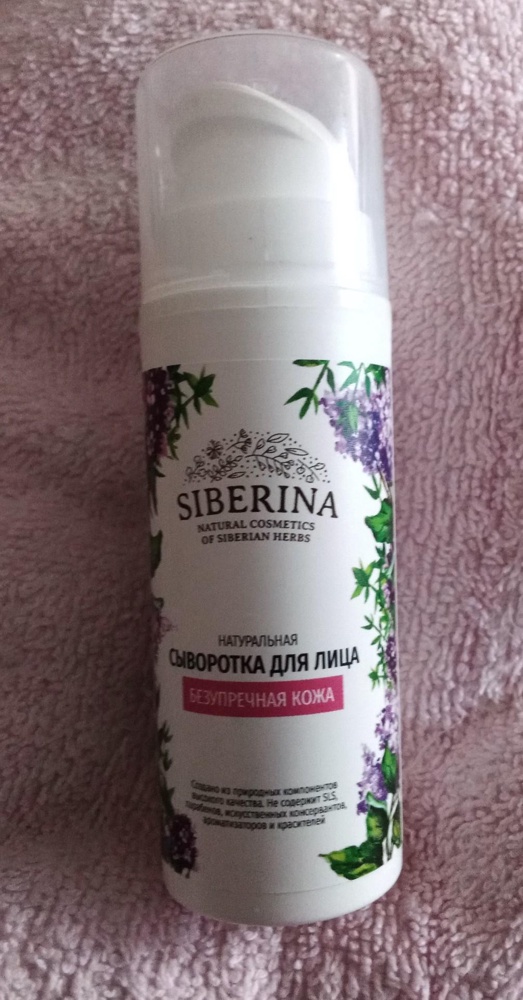 SIBERINA
NATURAL COSMETICS
OF SIBERIAN HERBS
НАТУРАЛЬНАЯ
СЫВОРОТКА ДЛЯ ЛИЦА
БЕЗУПРЕЧНАЯ КОЖА
Создано из природных компонентов
высокого качества. Не содержит SLS,
парабенов, искусственных консервантов,
ароматизаторов и красителей